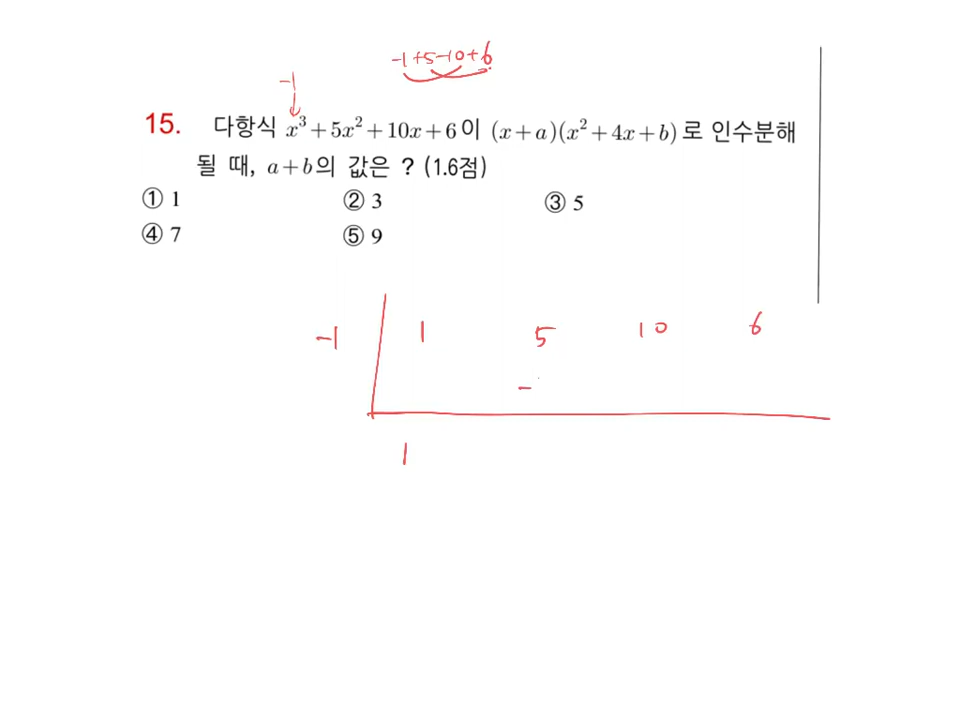 -1+5-10+6
-1
15. 다항식 x³+5x²+10x+6이 (x+a)(x²+4x+b)로 인수분해
될 때, a+b의 값은 ? (1.6점)
① 1 ② 3 ③ 5
④ 7 ⑤ 9
-1 1 5 10 6
-
1